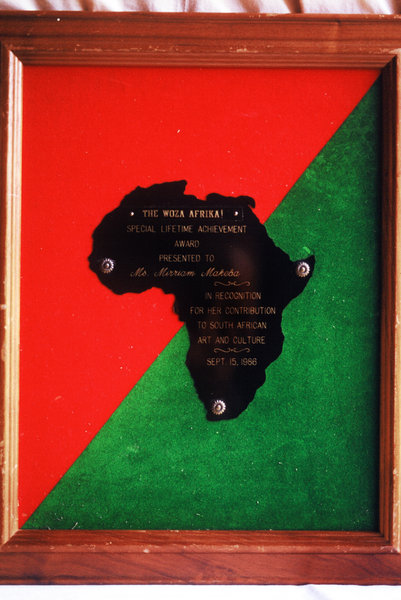 THE WOZA AFRIKA!
SPECIAL LIFETIME ACHIEVEMENT
AWARD
PRESENTED TO
Ms. Mirriam Makeba
IN RECOGNITION
FOR HER CONTRIBUTION
TO SOUTH AFRICAN
ART AND CULTURE
SEPT. 15, 1986